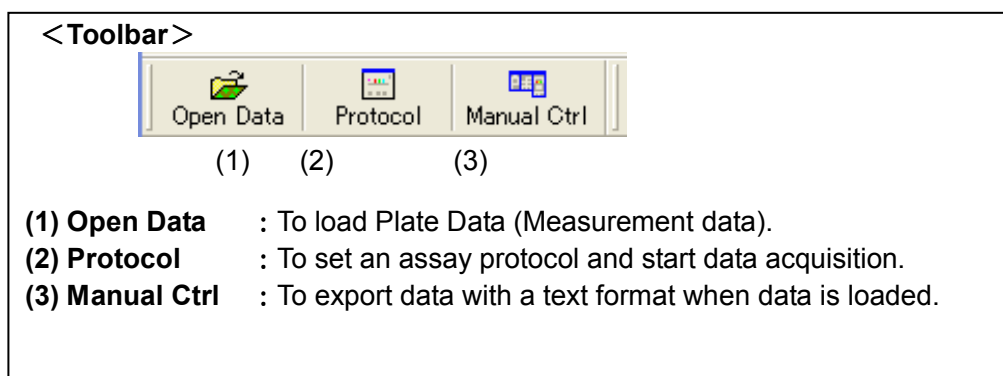 ＜Toolbar＞
Open Data Protocol Manual Ctrl
(1) (2) (3)
(1) Open Data : To load Plate Data (Measurement data).
(2) Protocol : To set an assay protocol and start data acquisition.
(3) Manual Ctrl : To export data with a text format when data is loaded.